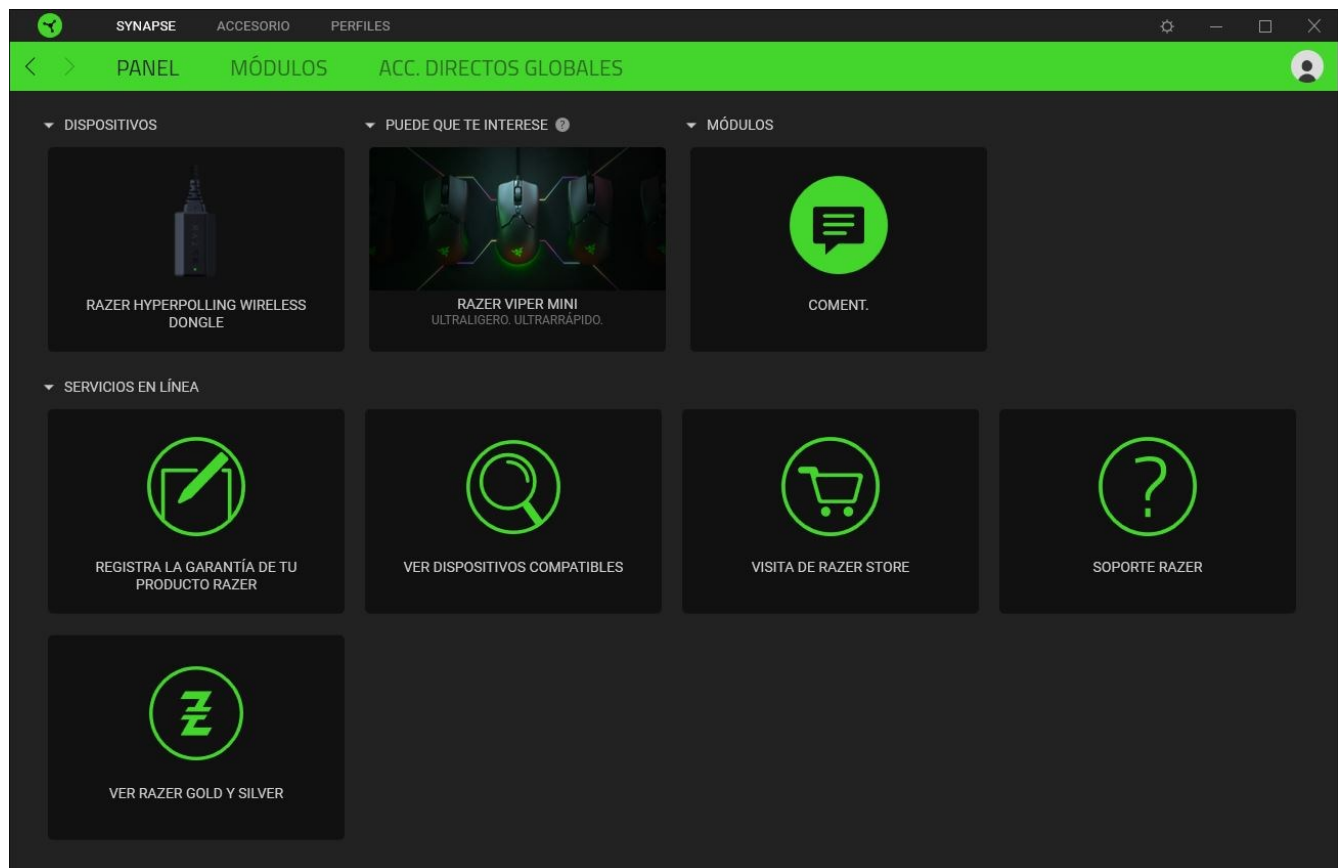 SYNAPSE
ACCESORIO
PERFILES
PANEL
MÓDULOS
ACC. DIRECTOS GLOBALES
DISPOSITIVOS
PUEDE QUE TE INTERESE ?
MÓDULOS
RAZER HYPERPOLLING WIRELESS
DONGLE
RAZER VIPER MINI
ULTRALIGERO. ULTRARRÁPIDO.
COMENT.
SERVICIOS EN LÍNEA
REGISTRA LA GARANTÍA DE TU
PRODUCTO RAZER
VER DISPOSITIVOS COMPATIBLES
VISITA DE RAZER STORE
SOPORTE RAZER
VER RAZER GOLD Y SILVER